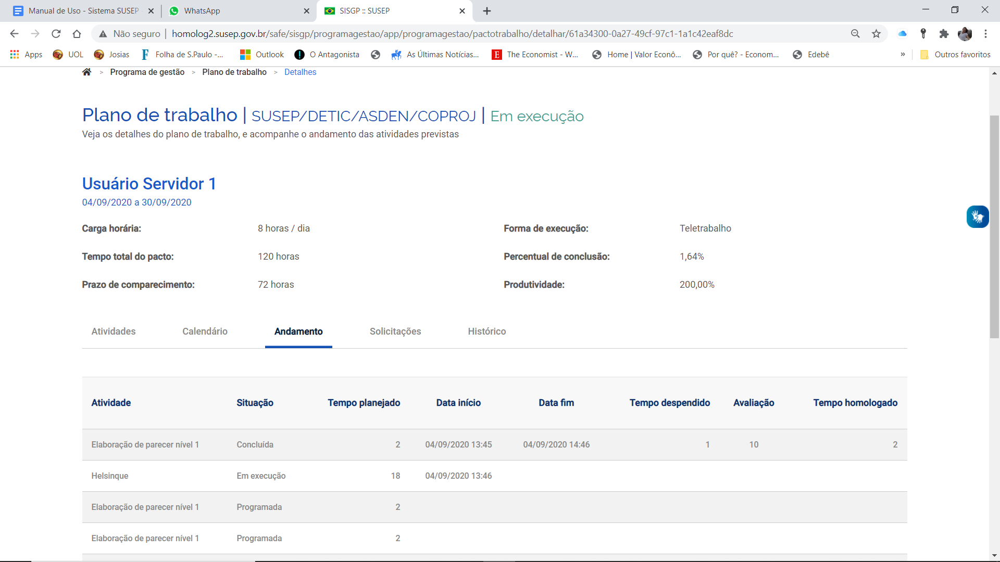 Manual de Uso - Sistema SUSEP
WhatsApp
SISGP :: SUSEP
Não seguro
homolog2.susep.gov.br/safe/sisgp/programagestao/app/programagestao/pactotrabalho/detalhar/61a34300-0a27-49cf-97c1-1a1c42eaf8dc
Apps
UOL
Josias
Folha de S.Paulo -...
Outlook
O Antagonista
As Últimas Notícias...
The Economist - W...
Home | Valor Econô...
Por quê? - Econom...
Edebê
»
Outros favoritos
> Programa de gestão > Plano de trabalho > Detalhes
Plano de trabalho | SUSEP/DETIC/ASDEN/COPROJ | Em execução
Veja os detalhes do plano de trabalho, e acompanhe o andamento das atividades previstas
Usuário Servidor 1
04/09/2020 a 30/09/2020
Carga horária: 8 horas / dia Forma de execução: Teletrabalho
Tempo total do pacto: 120 horas Percentual de conclusão: 1,64%
Prazo de comparecimento: 72 horas Produtividade: 200,00%
Atividades Calendário Andamento Solicitações Histórico
Atividade Situação Tempo planejado Data início Data fim Tempo despendido Avaliação Tempo homologado
Elaboração de parecer nível 1 Concluída 2 04/09/2020 13:45 04/09/2020 14:46 1 10 2
Helsinque Em execução 18 04/09/2020 13:46
Elaboração de parecer nível 1 Programada 2
Elaboração de parecer nível 1 Programada 2